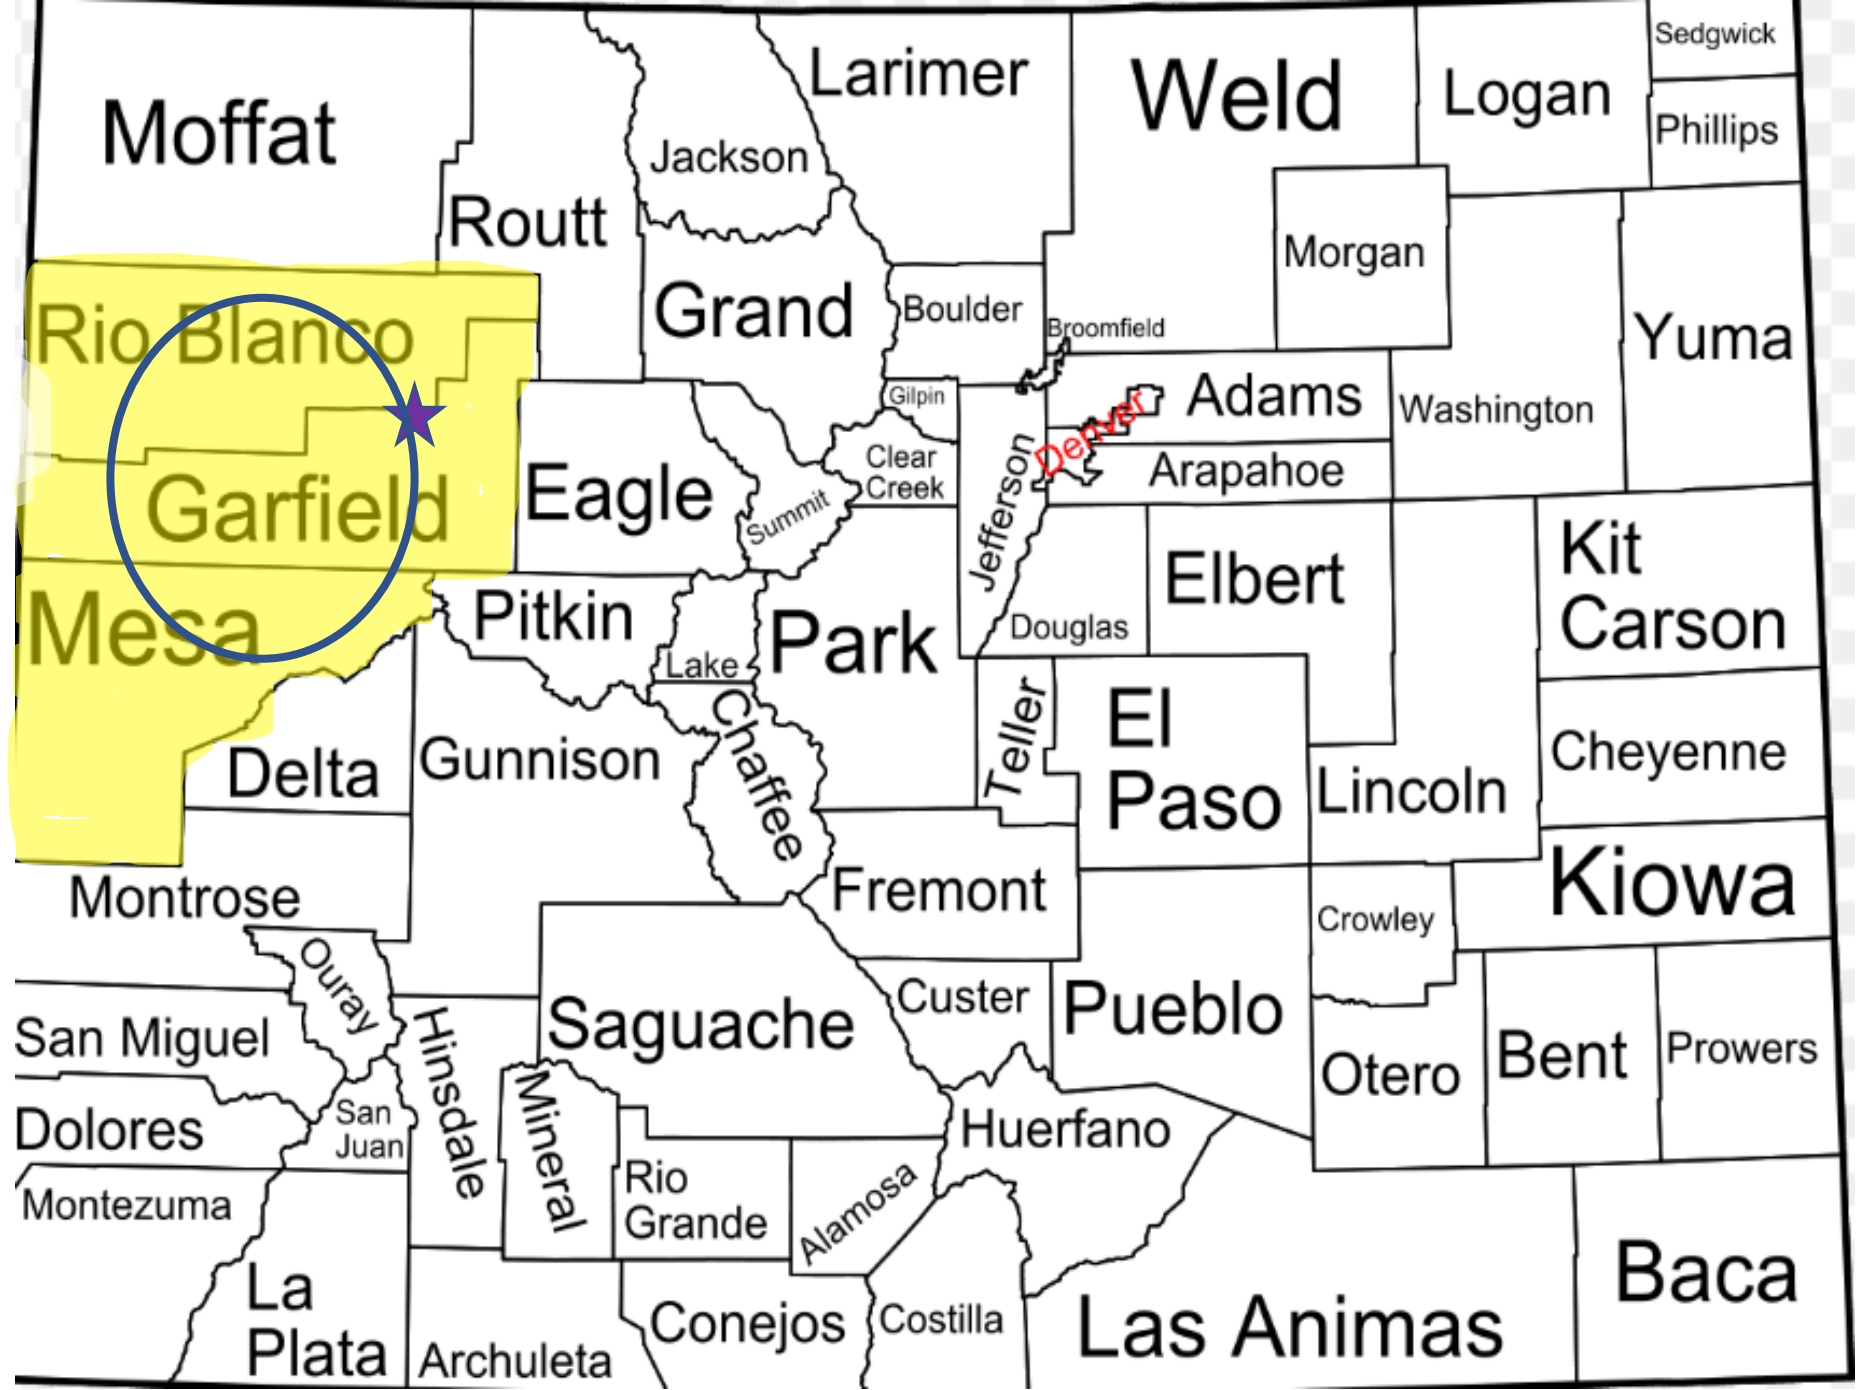 Sedgwick
Larimer
Weld
Logan
Moffat
Phillips
Jackson
Routt
Morgan
Grand
Boulder
Rio Blanco
Broomfield
Yuma
Gilpin
Adams
Washington
Denver
Clear
Creek
Arapahoe
Eagle
Garfield
Summit
Jefferson
Kit
Carson
Elbert
Pitkin
Mesa
Douglas
Park
Lake
El
Paso
Teller
Chaffee
Cheyenne
Gunnison
Delta
Lincoln
Kiowa
Fremont
Montrose
Crowley
Ouray
Custer
Pueblo
Saguache
San Miguel
Hinsdale
Otero
Bent
Prowers
Mineral
Dolores
San
Juan
Huerfano
Rio
Grande
Alamosa
Montezuma
La
Plata
Archuleta
Conejos
Costilla
Las Animas
Baca